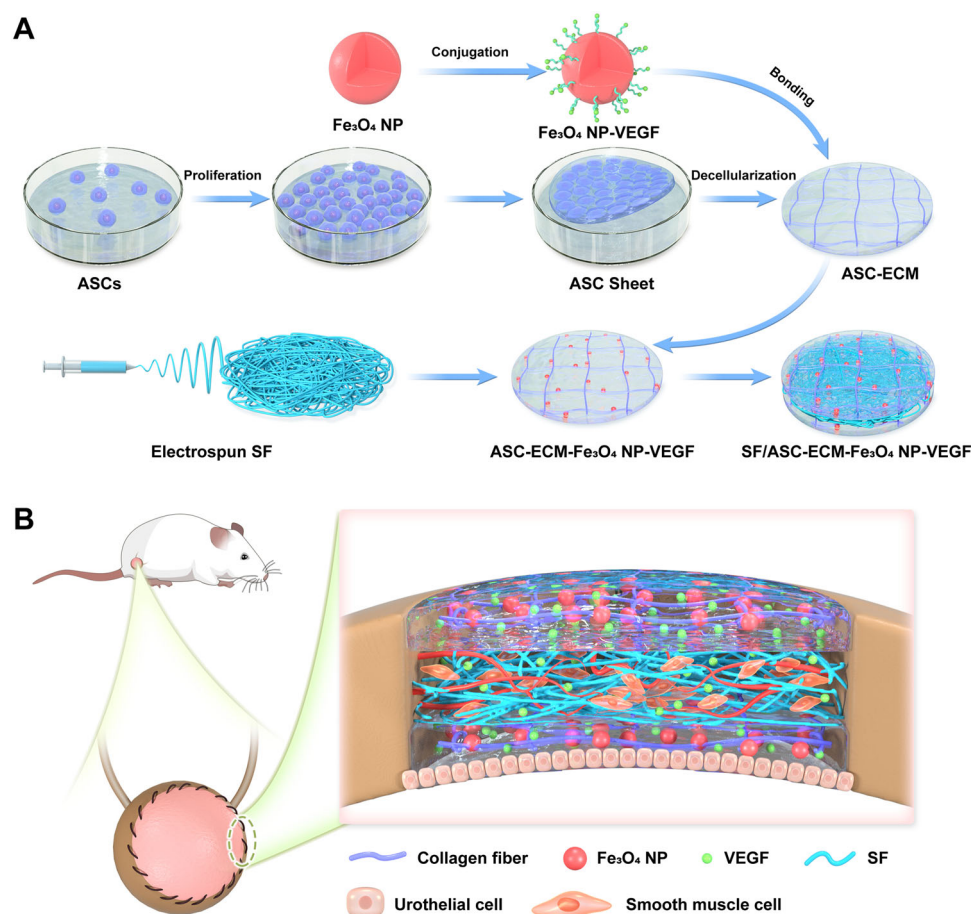 A
Conjugation
Fe₃O₄ NP
Fe₃O₄ NP-VEGF
Bonding
Proliferation
Decellularization
ASCs
ASC Sheet
ASC-ECM
Electrospun SF
ASC-ECM-Fe₃O₄ NP-VEGF
SF/ASC-ECM-Fe₃O₄ NP-VEGF
B
Collagen fiber
Fe₃O₄ NP
VEGF
SF
Urothelial cell
Smooth muscle cell